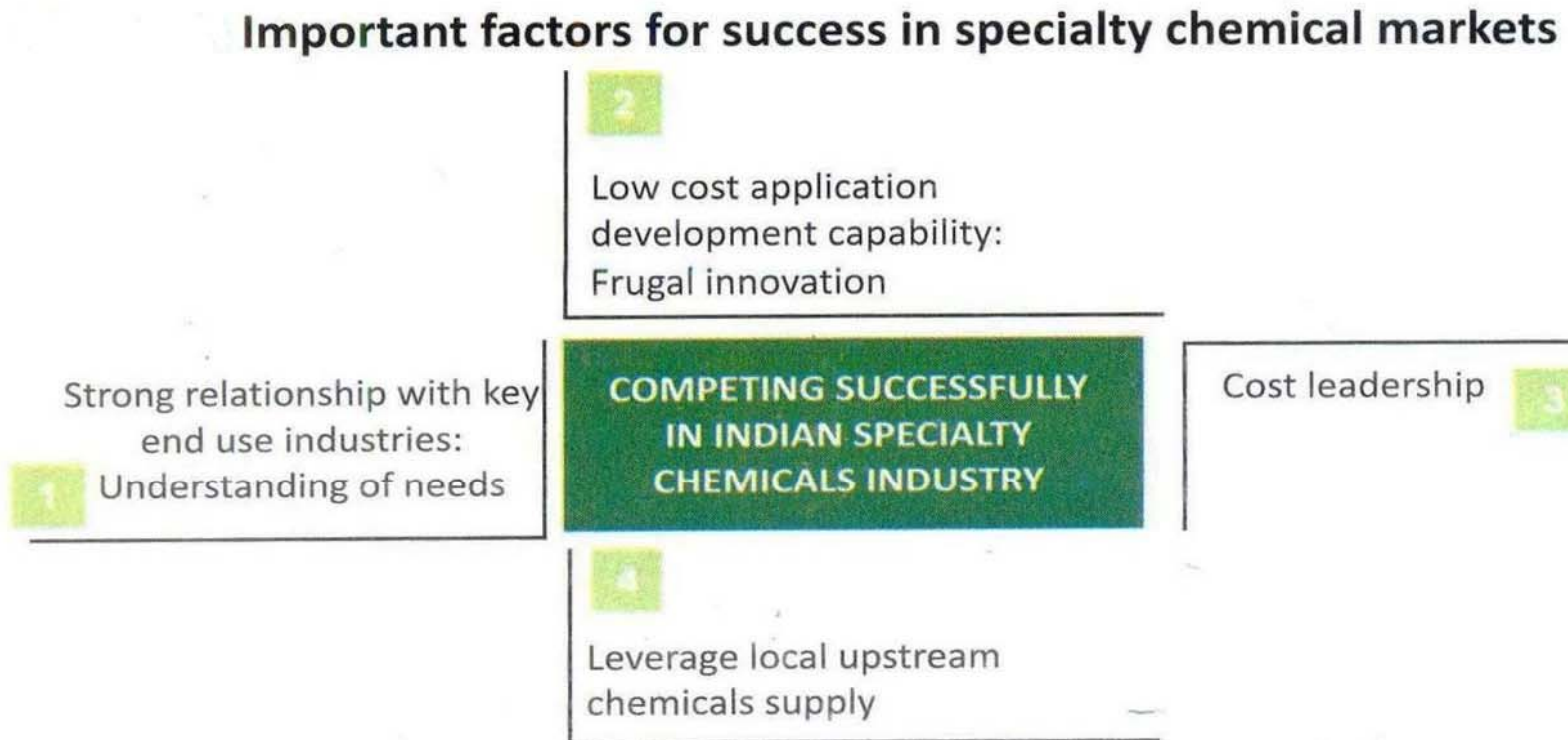 Important factors for success in specialty chemical markets
2
Low cost application
development capability:
Frugal innovation
Strong relationship with key
end use industries:
1 Understanding of needs
COMPETING SUCCESSFULLY
IN INDIAN SPECIALTY
CHEMICALS INDUSTRY
Cost leadership 3
4
Leverage local upstream
chemicals supply